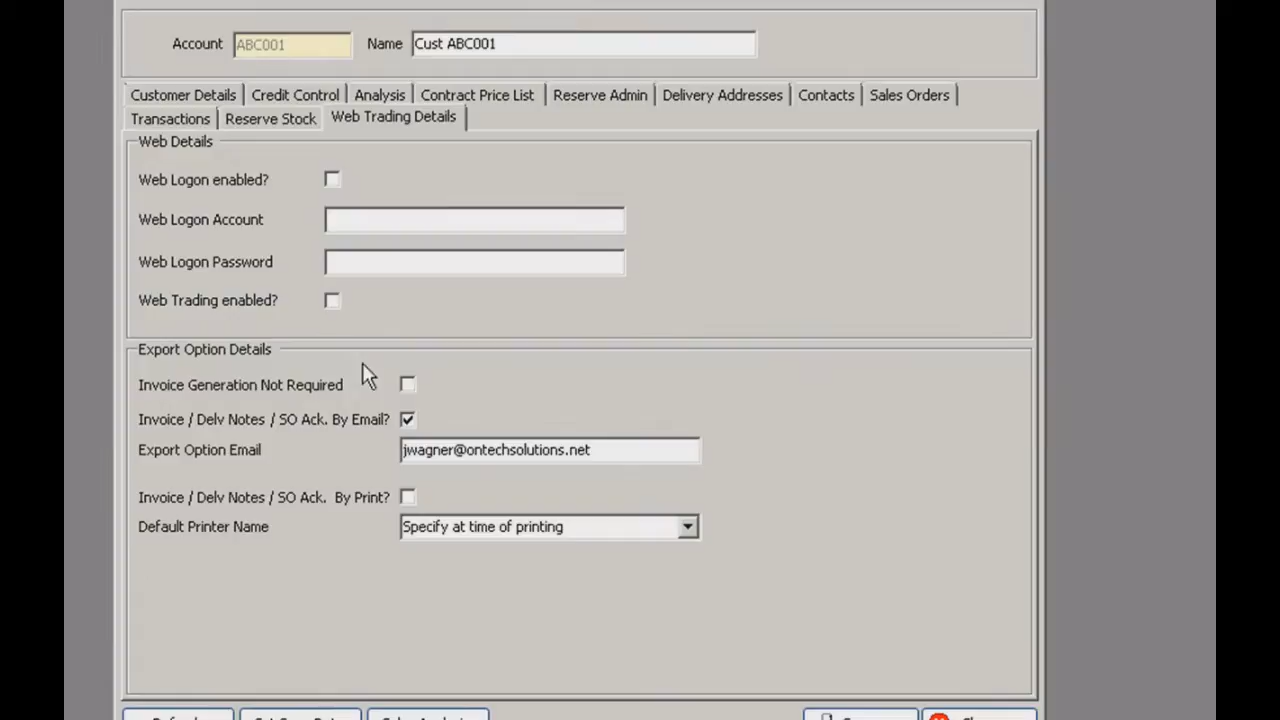 Account ABC001 Name Cust ABC001
Customer Details Credit Control Analysis Contract Price List Reserve Admin Delivery Addresses Contacts Sales Orders
Transactions Reserve Stock Web Trading Details
Web Details
Web Logon enabled?
Web Logon Account
Web Logon Password
Web Trading enabled?
Export Option Details
Invoice Generation Not Required
Invoice / Delv Notes / SO Ack. By Email?
Export Option Email jwagner@ontechsolutions.net
Invoice / Delv Notes / SO Ack. By Print?
Default Printer Name Specify at time of printing